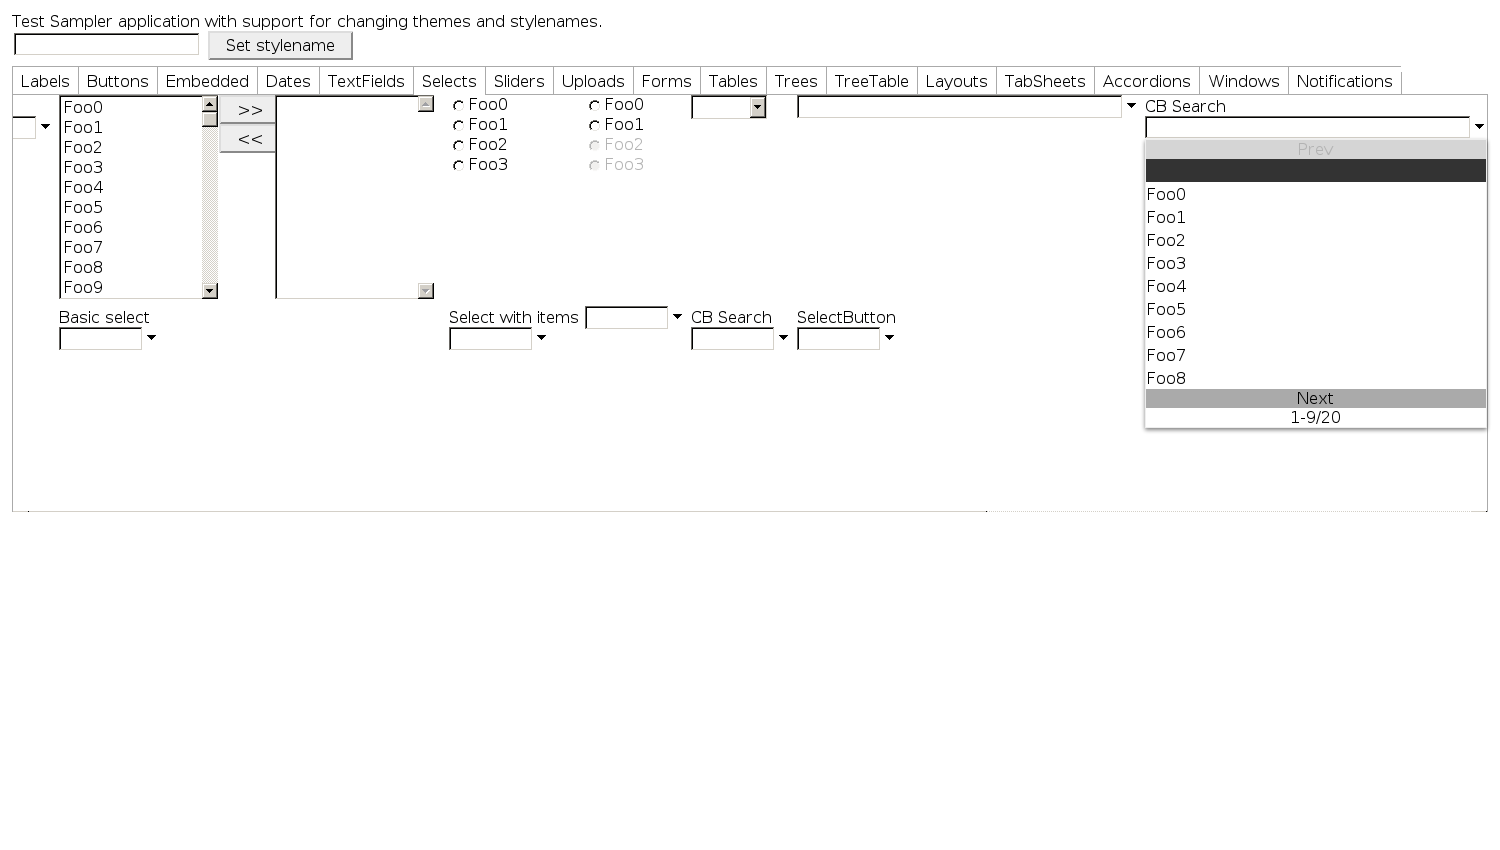 Test Sampler application with support for changing themes and stylenames.
Set stylename
Labels Buttons Embedded Dates TextFields Selects Sliders Uploads Forms Tables Trees TreeTable Layouts TabSheets Accordions Windows Notifications
Foo0
Foo1
Foo2
Foo3
Foo4
Foo5
Foo6
Foo7
Foo8
Foo9
>>
<<
Foo0
Foo1
Foo2
Foo3
Foo0
Foo1
Foo2
Foo3
CB Search
Prev
Foo0
Foo1
Foo2
Foo3
Foo4
Foo5
Foo6
Foo7
Foo8
Next
1-9/20
Basic select
Select with items
CB Search
SelectButton